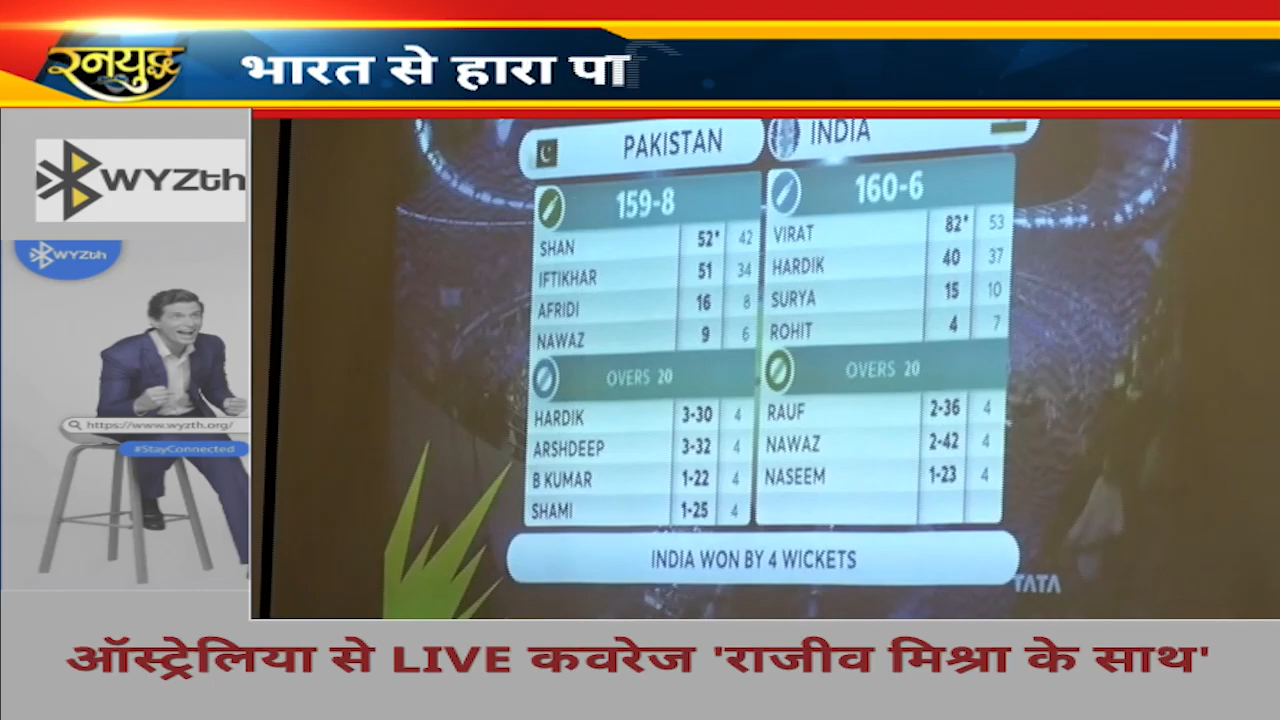 रनयुद्ध
भारत से हारा पा
WYZth
WYZth
https://www.wyzth.org/
#StayConnected
PAKISTAN
INDIA
159-8
160-6
SHAN 52* 42
VIRAT 82* 53
IFTIKHAR 51 34
HARDIK 40 37
AFRIDI 16 8
SURYA 15 10
NAWAZ 9 6
ROHIT 4 7
OVERS 20
OVERS 20
HARDIK 3-30 4
RAUF 2-36 4
ARSHDEEP 3-32 4
NAWAZ 2-42 4
B KUMAR 1-22 4
NASEEM 1-23 4
SHAMI 1-25 4
INDIA WON BY 4 WICKETS
TATA
ऑस्ट्रेलिया से LIVE कवरेज 'राजीव मिश्रा के साथ'